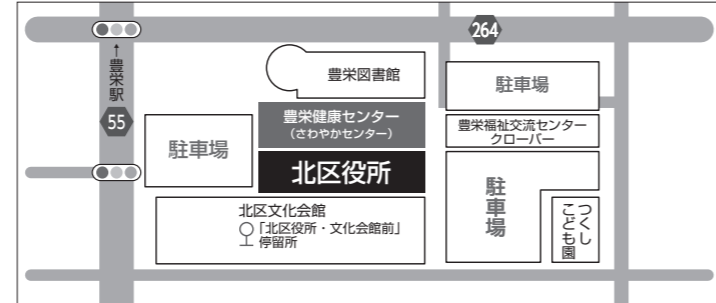 264
↑豊栄駅
55
豊栄図書館
駐車場
豊栄健康センター
（さわやかセンター）
豊栄福祉交流センター
クローバー
駐車場
北区役所
駐車場
北区文化会館
「北区役所・文化会館前」
停留所
つくし
こども園